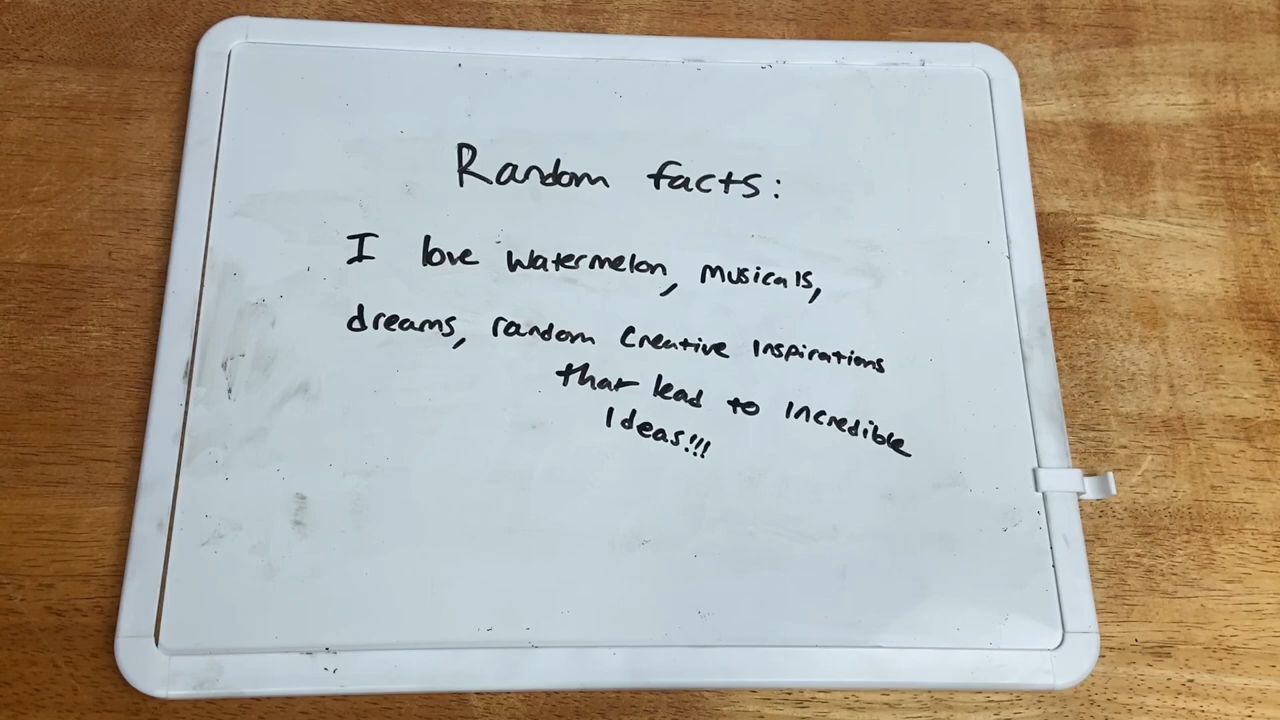 Random facts:
I love watermelon, musicals,
dreams, random creative inspirations
that lead to incredible
Ideas!!!